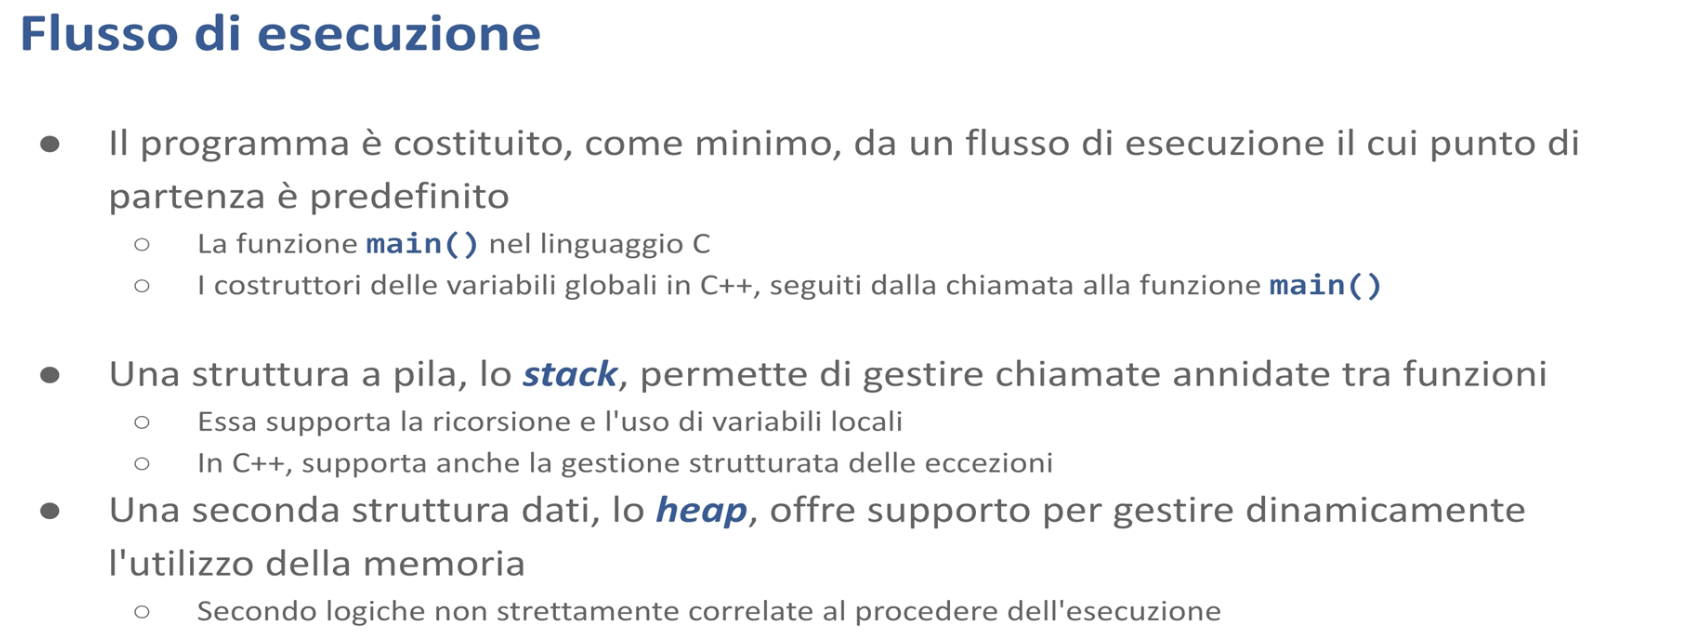 Flusso di esecuzione
● Il programma è costituito, come minimo, da un flusso di esecuzione il cui punto di
partenza è predefinito
○ La funzione main() nel linguaggio C
○ I costruttori delle variabili globali in C++, seguiti dalla chiamata alla funzione main()
● Una struttura a pila, lo stack, permette di gestire chiamate annidate tra funzioni
○ Essa supporta la ricorsione e l'uso di variabili locali
○ In C++, supporta anche la gestione strutturata delle eccezioni
● Una seconda struttura dati, lo heap, offre supporto per gestire dinamicamente
l'utilizzo della memoria
○ Secondo logiche non strettamente correlate al procedere dell'esecuzione